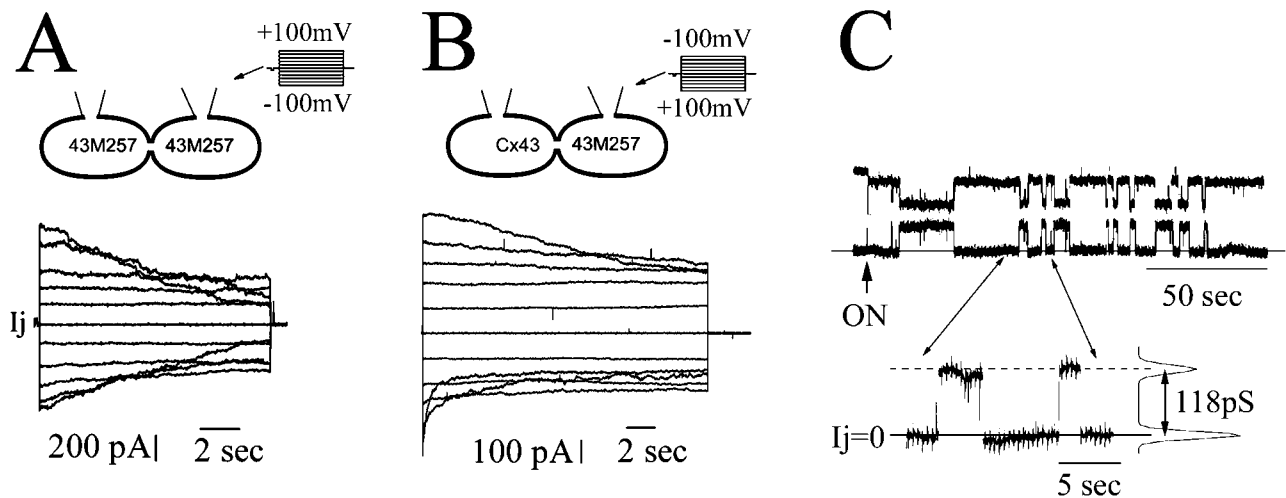 A
+100mV
-100mV
43M257
43M257
Ij
200 pA
2 sec
B
-100mV
+100mV
Cx43
43M257
100 pA
2 sec
C
ON
50 sec
118pS
Ij=0
5 sec